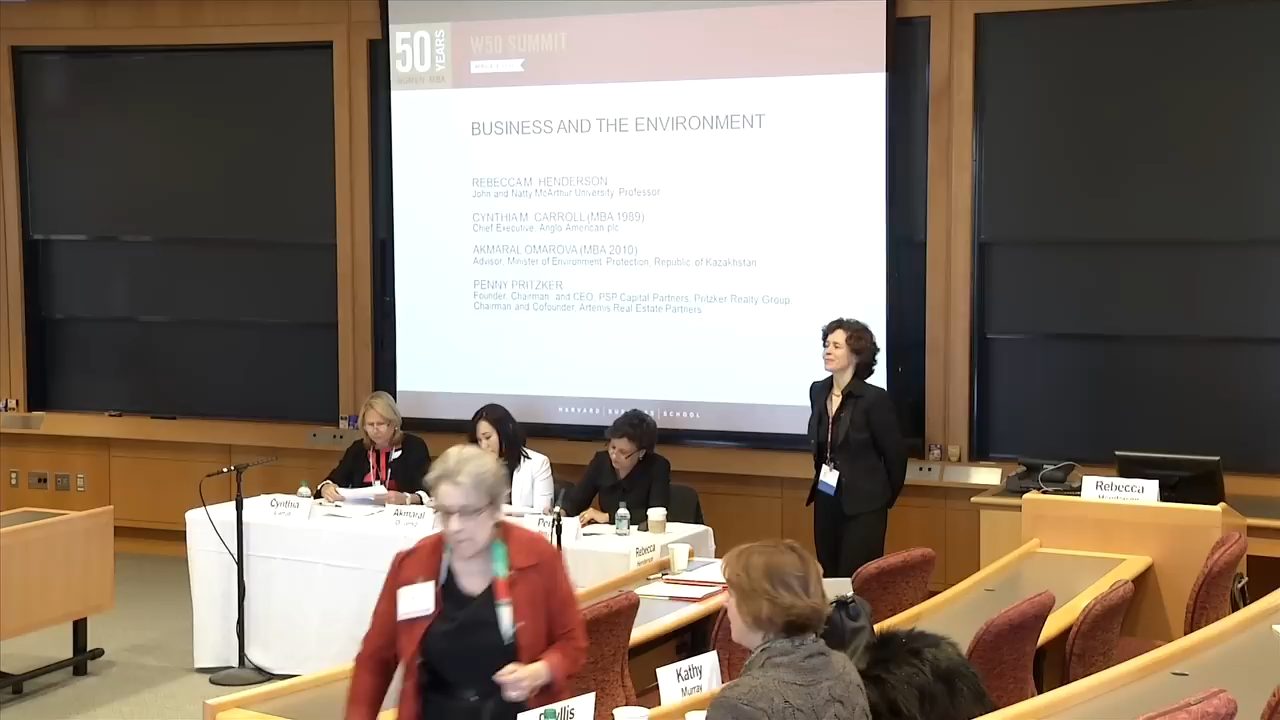 50
YEARS
WOMEN MBA
W50 SUMMIT
BUSINESS AND THE ENVIRONMENT
REBECCA M. HENDERSON
John and Natty McArthur University Professor
CYNTHIA M. CARROLL (MBA 1989)
Chief Executive, Anglo American plc
AKMARAL OMAROVA (MBA 2010)
Advisor, Minister of Environment Protection, Republic of Kazakhstan
PENNY PRITZKER
Founder, Chairman and CEO, PSP Capital Partners, Pritzker Realty Group,
Chairman and Cofounder, Artemis Real Estate Partners
HARVARD | BUSINESS | SCHOOL
Cynthia
Akmaral
Rebecca
Henderson
Rebecca
Kathy
Murray